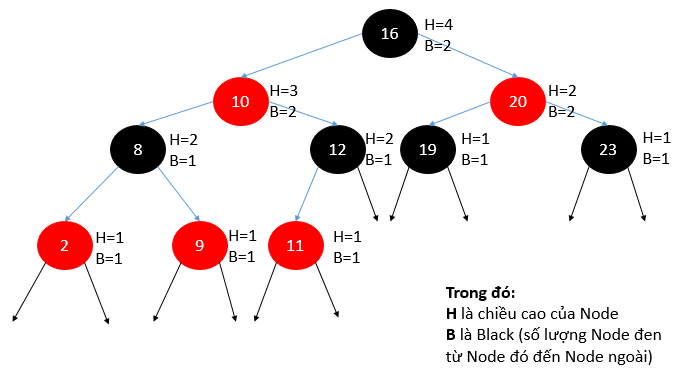 16
H=4
B=2
10
H=3
B=2
20
H=2
B=2
8
H=2
B=1
12
H=2
B=1
19
H=1
B=1
23
H=1
B=1
2
H=1
B=1
9
H=1
B=1
11
H=1
B=1
Trong đó:
H là chiều cao của Node
B là Black (số lượng Node đen
từ Node đó đến Node ngoài)